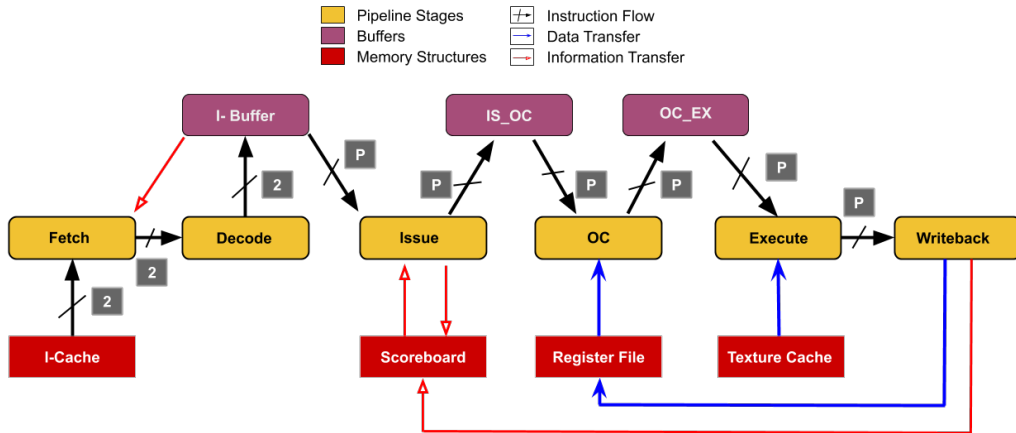 Pipeline Stages
Instruction Flow
Buffers
Data Transfer
Memory Structures
Information Transfer
I- Buffer
IS_OC
OC_EX
P
P
P
P
P
P
2
Fetch
Decode
Issue
OC
Execute
Writeback
2
2
I-Cache
Scoreboard
Register File
Texture Cache